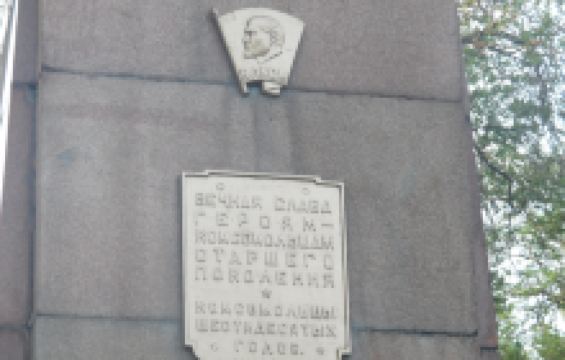 ВЕЧНАЯ СЛАВА
ГЕРОЯМ—
КОМСОМОЛЬЦАМ
СТАРШЕГО
ПОКОЛЕНИЯ
*
КОМСОМОЛЬЦЫ
ШЕСТИДЕСЯТЫХ
ГОДОВ.